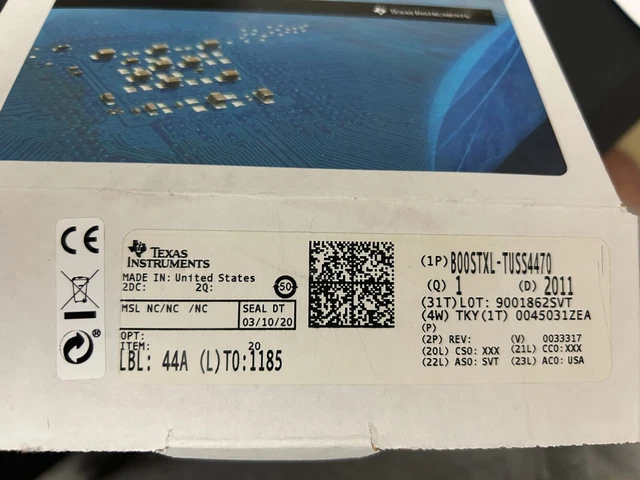 TEXAS INSTRUMENTS
CE
TEXAS
INSTRUMENTS
MADE IN: United States
2DC: 2Q:
50
MSL NC/NC /NC
SEAL DT
03/10/20
OPT:
ITEM: 20
LBL: 44A (L)TO:1185
(1P) BOOSTXL-TUSS4470
(Q) 1 (D) 2011
(31T) LOT: 9001862SVT
(4W) TKY(1T) 0045031ZEA
(P)
(2P) REV: (V) 0033317
(20L) CSO: XXX (21L) CCO:XXX
(22L) ASO: SVT (23L) ACO: USA